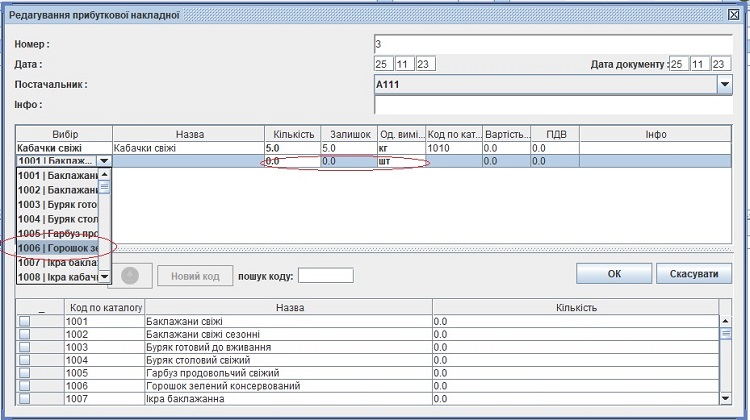 Редагування прибуткової накладної
Номер : 3
Дата : 25 11 23 Дата документу : 25 11 23
Постачальник : А111
Інфо :
Вибір Назва Кількість Залишок Од. вимі... Код по кат... Вартість... ПДВ Інфо
Кабачки свіжі Кабачки свіжі 5.0 5.0 кг 1010 0.0 0.0
1001 | Баклаж... 0.0 0.0 шт 0.0 0.0
1001 | Баклажани
1002 | Баклажани
1003 | Буряк гото
1004 | Буряк стол
1005 | Гарбуз про
1006 | Горошок зе
1007 | Ікра бакла
1008 | Ікра кабач
Новий код пошук коду: ОК Скасувати
_ Код по каталогу Назва Кількість
1001 Баклажани свіжі 0.0
1002 Баклажани свіжі сезонні 0.0
1003 Буряк готовий до вживання 0.0
1004 Буряк столовий свіжий 0.0
1005 Гарбуз продовольчий свіжий 0.0
1006 Горошок зелений консервований 0.0
1007 Ікра баклажанна 0.0